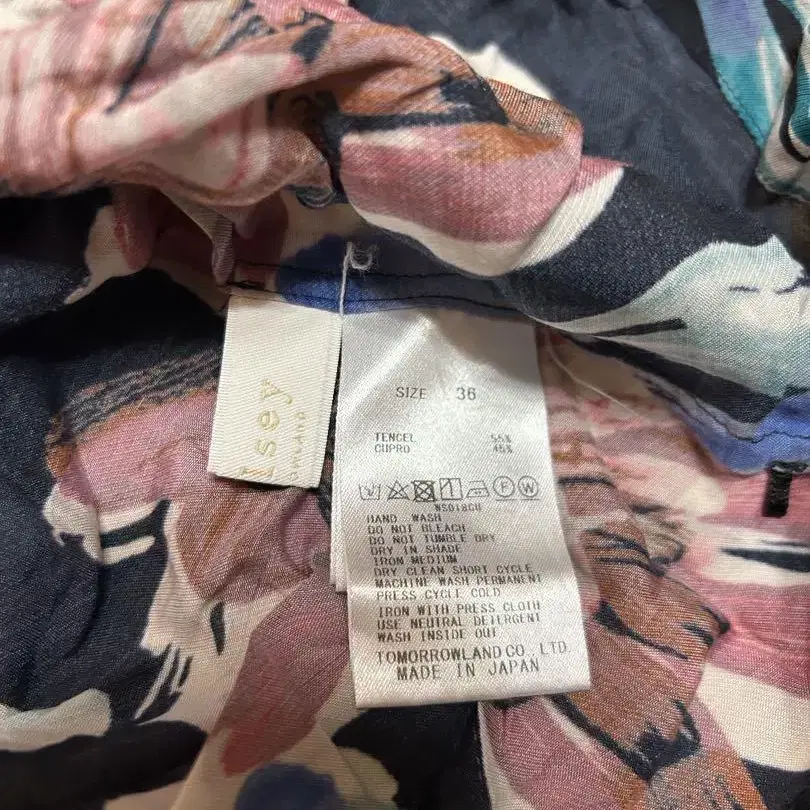 SIZE 36
TENCEL 55%
CUPRO 45%
F W
WS018CU
HAND WASH
DO NOT BLEACH
DO NOT TUMBLE DRY
DRY IN SHADE
IRON MEDIUM
DRY CLEAN SHORT CYCLE
MACHINE WASH PERMANENT
PRESS CYCLE COLD
IRON WITH PRESS CLOTH
USE NEUTRAL DETERGENT
WASH INSIDE OUT
TOMORROWLAND CO., LTD.
MADE IN JAPAN